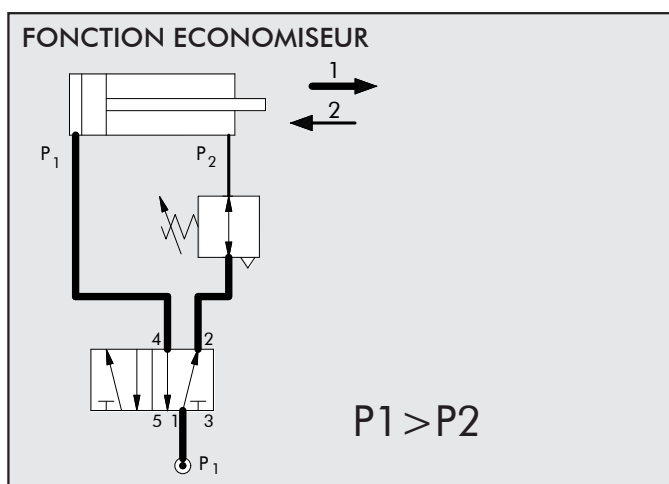 FONCTION ECONOMISEUR
1
2
P1 P2
4 2
5 1 3
P1>P2
P1